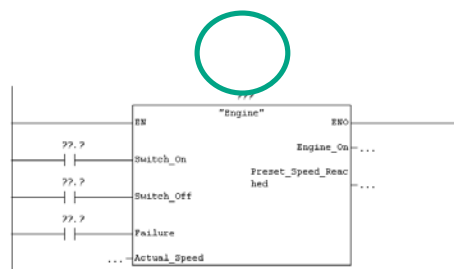 ???
"Engine"
EN ENO
Engine_On ...
??.?
Switch_On
Preset_Speed_Reac
hed ...
??.?
Switch_Off
??.?
Failure
... Actual_Speed